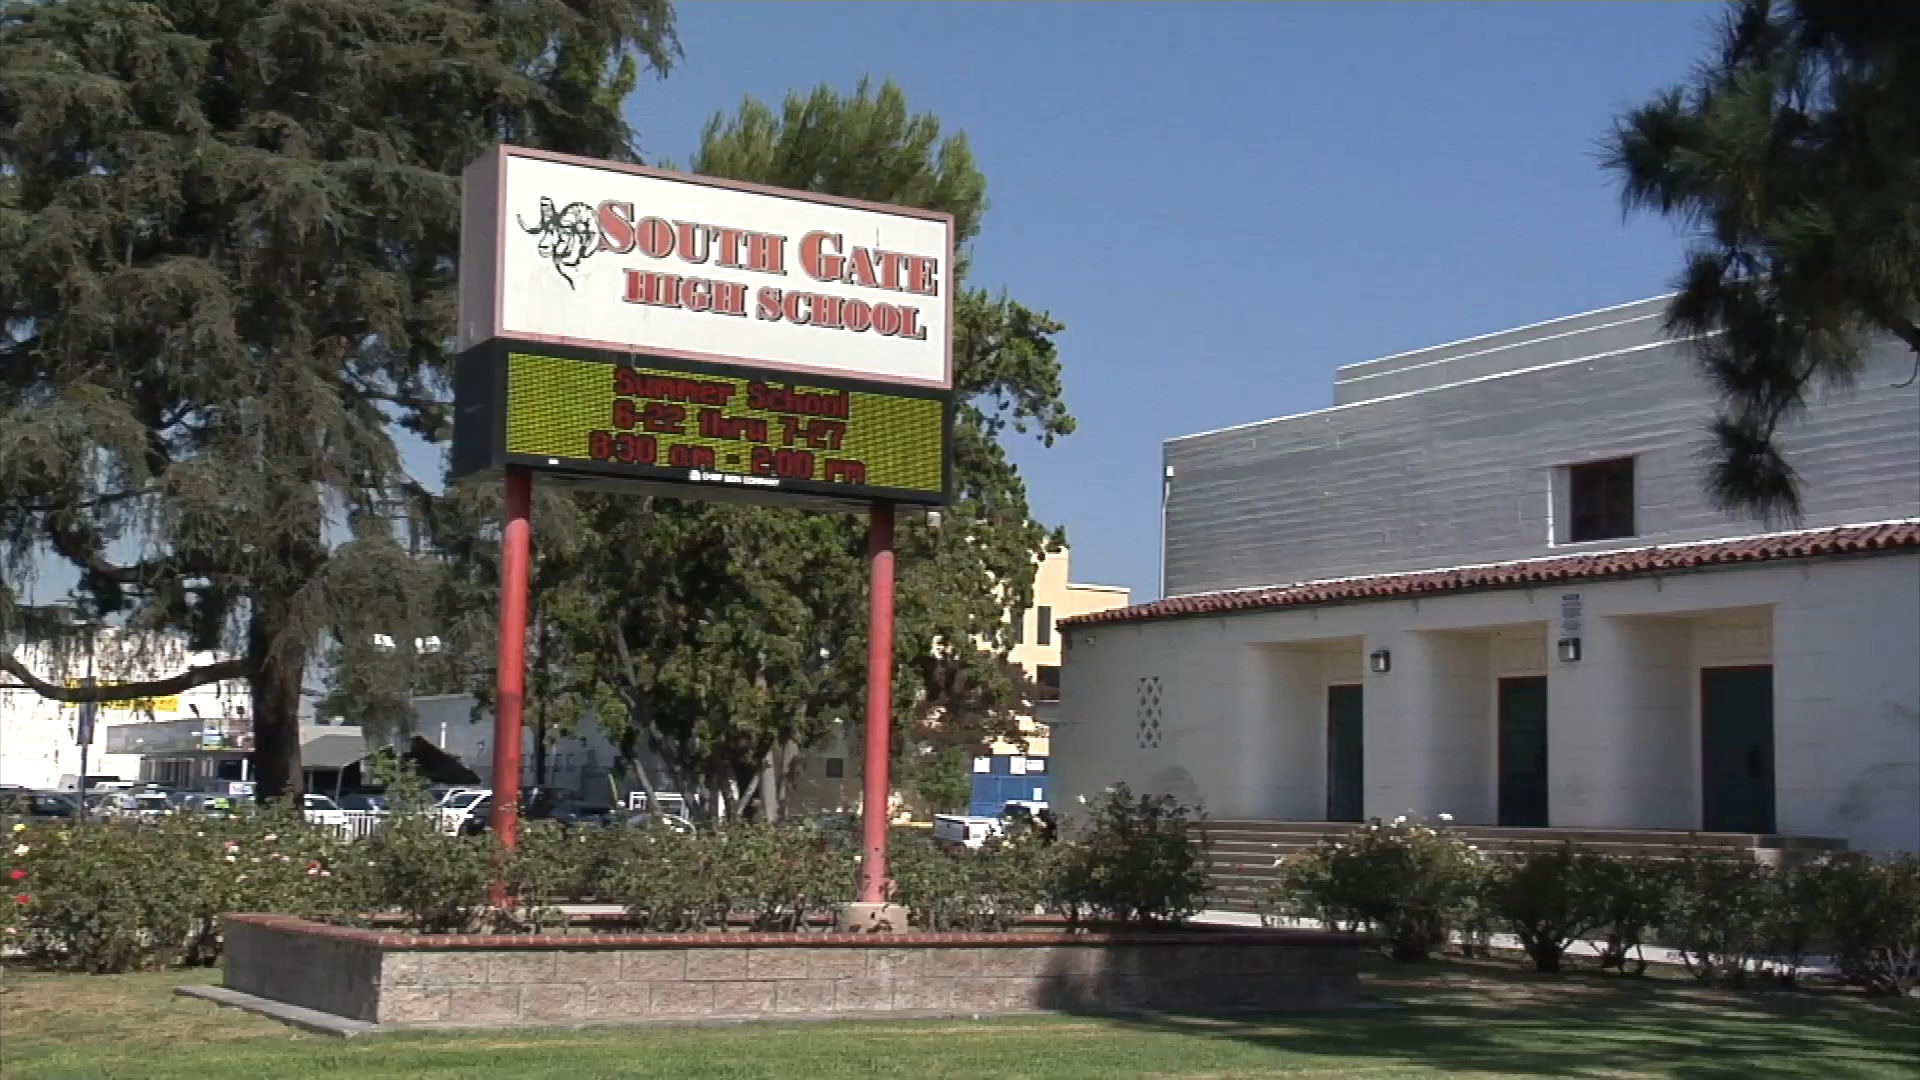 South Gate
High School
Summer School
6-22 thru 7-27
8:30 am - 2:00 pm